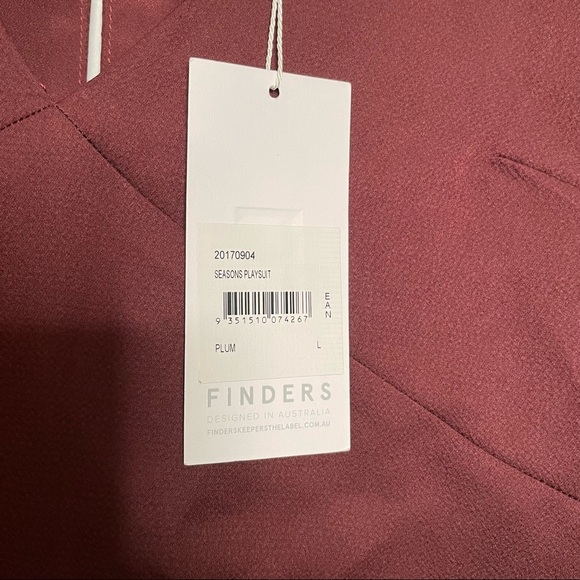 20170904
SEASONS PLAYSUIT
EAN
9 351510 074267
PLUM L
FINDERS
DESIGNED IN AUSTRALIA
FINDERSKEEPERSTHELABEL.COM.AU